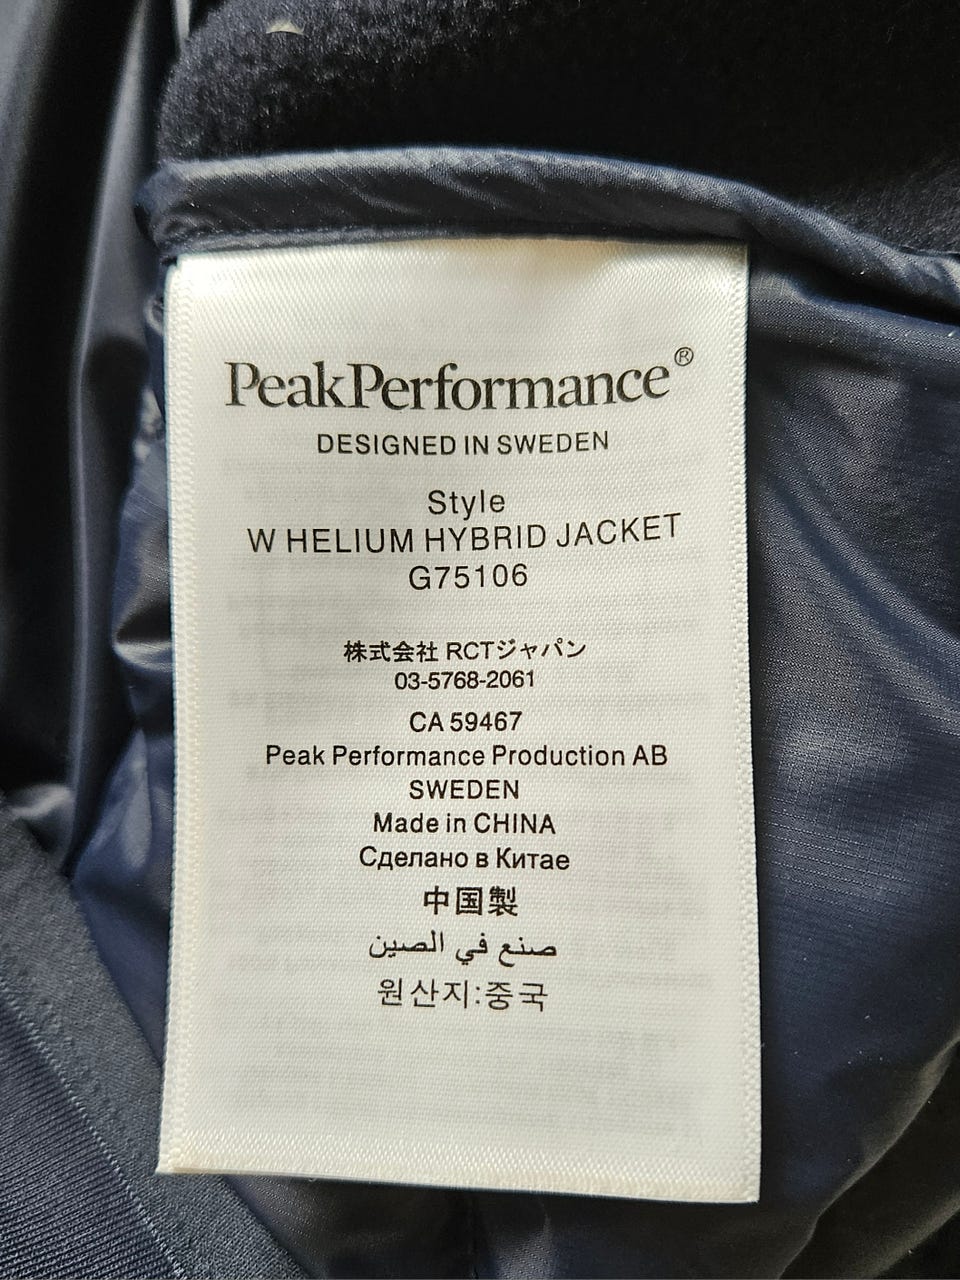 PeakPerformance®
DESIGNED IN SWEDEN
Style
W HELIUM HYBRID JACKET
G75106
株式会社 RCTジャパン
03-5768-2061
CA 59467
Peak Performance Production AB
SWEDEN
Made in CHINA
Сделано в Китае
中国製
صنع في الصين
원산지:중국